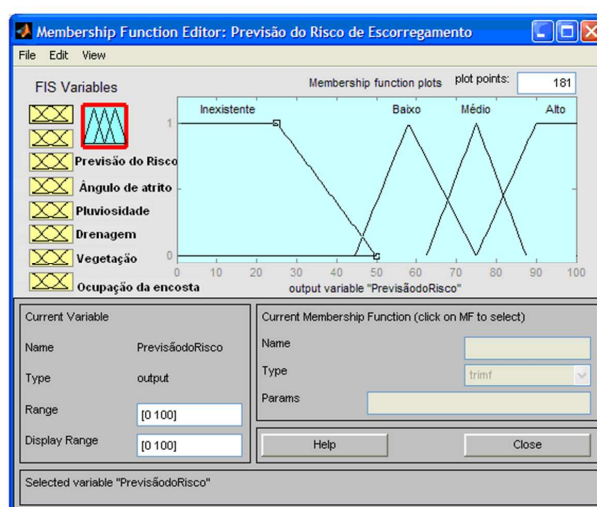 Membership Function Editor: Previsão do Risco de Escorregamento
File Edit View
FIS Variables
Membership function plots
plot points:
181
Inexistente
Baixo
Médio
Alto
1
0
Previsão do Risco
Ângulo de atrito
Pluviosidade
Drenagem
Vegetação
Ocupação da encosta
0 10 20 30 40 50 60 70 80 90 100
output variable "PrevisãodoRisco"
Current Variable
Name PrevisãodoRisco
Type output
Range [0 100]
Display Range [0 100]
Current Membership Function (click on MF to select)
Name
Type trimf
Params
Help Close
Selected variable "PrevisãodoRisco"